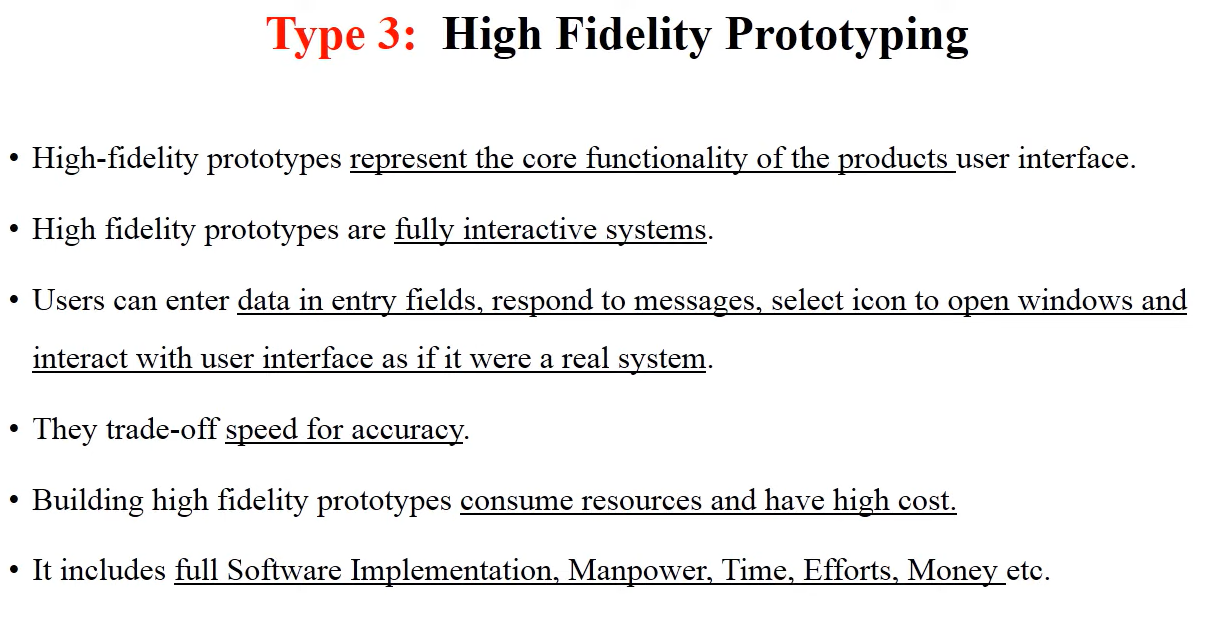 Type 3: High Fidelity Prototyping
• High-fidelity prototypes represent the core functionality of the products user interface.
• High fidelity prototypes are fully interactive systems.
• Users can enter data in entry fields, respond to messages, select icon to open windows and
interact with user interface as if it were a real system.
• They trade-off speed for accuracy.
• Building high fidelity prototypes consume resources and have high cost.
• It includes full Software Implementation, Manpower, Time, Efforts, Money etc.